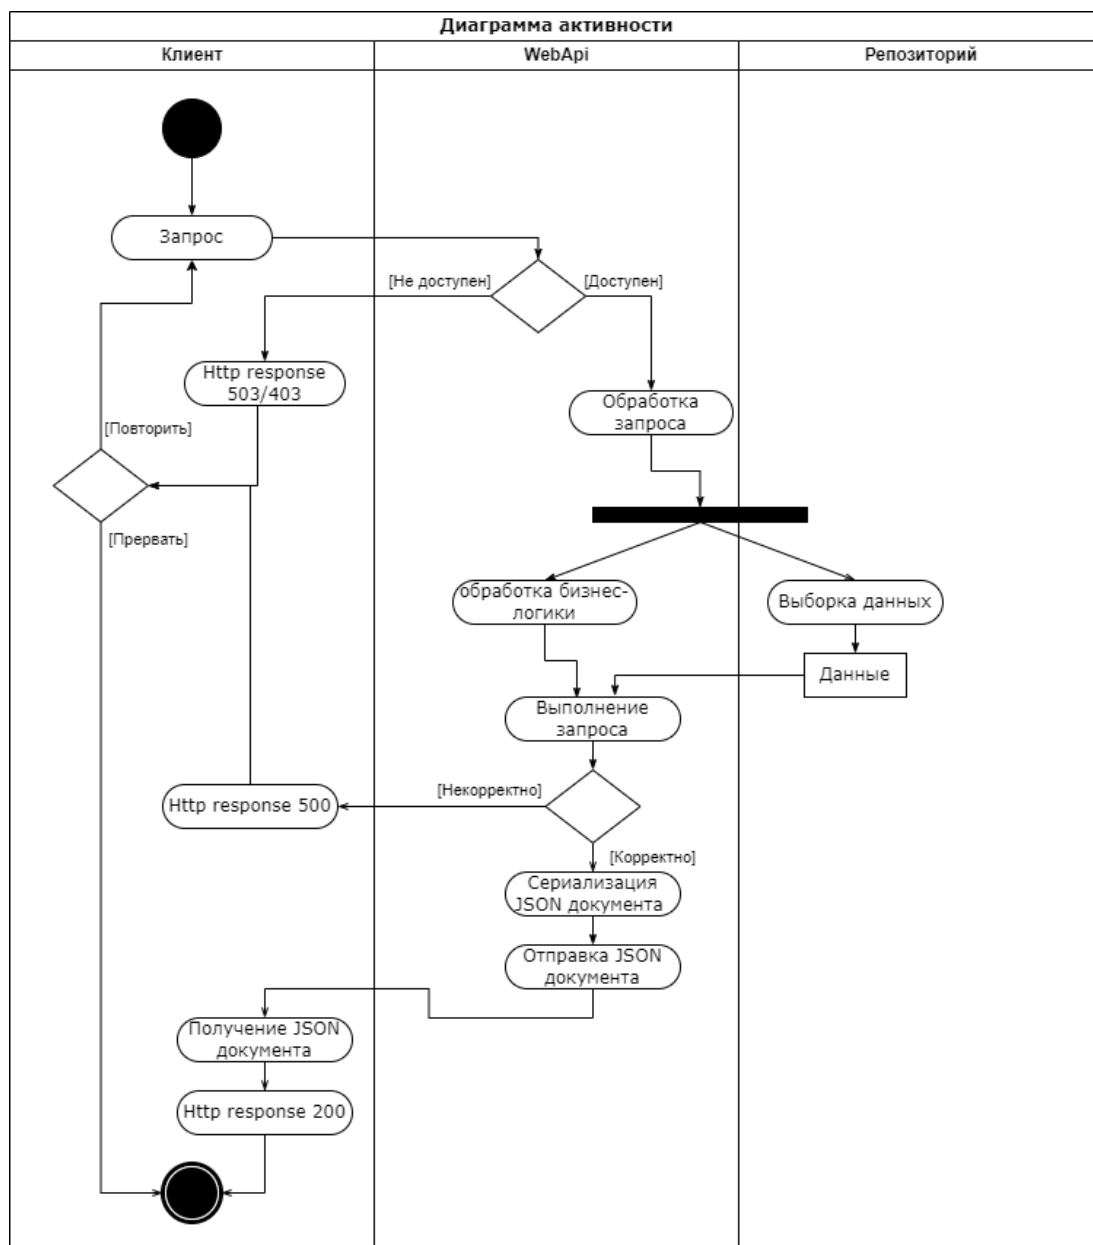 Диаграмма активности
Клиент
WebApi
Репозиторий
Запрос
[Не доступен]
[Доступен]
Http response
503/403
Обработка
запроса
[Повторить]
[Прервать]
обработка бизнес-
логики
Выборка данных
Данные
Выполнение
запроса
[Некорректно]
Http response 500
[Корректно]
Сериализация
JSON документа
Отправка JSON
документа
Получение JSON
документа
Http response 200